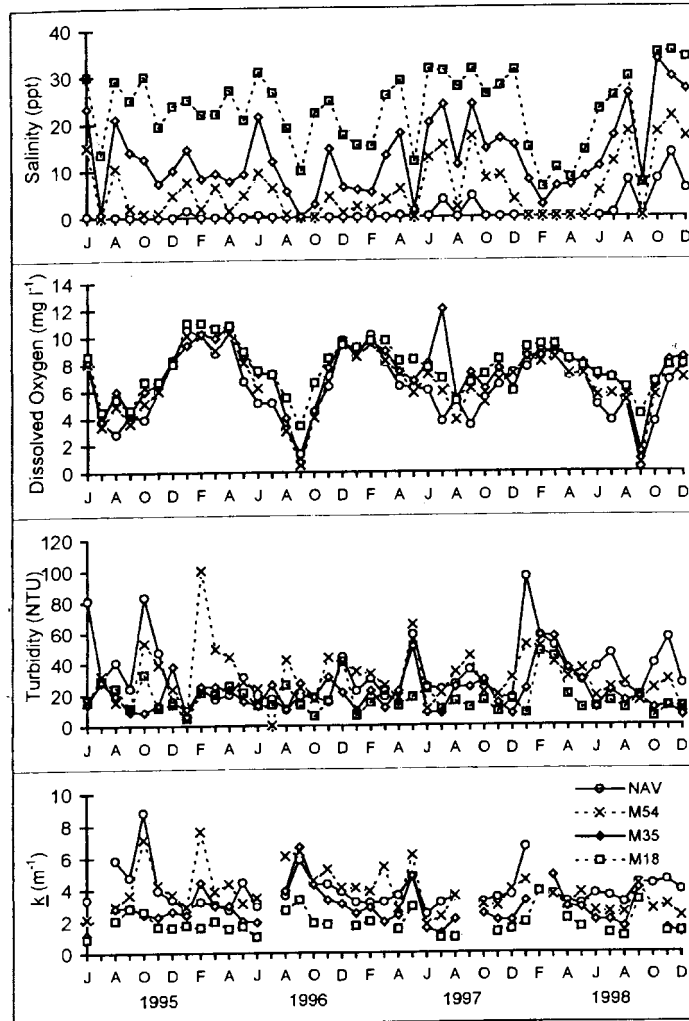 Salinity (ppt)
40
30
20
10
0
J A O D F A J A O D F A J A O D F A J A O D
Dissolved Oxygen (mg l⁻¹)
14
12
10
8
6
4
2
0
J A O D F A J A O D F A J A O D F A J A O D
Turbidity (NTU)
120
100
80
60
40
20
0
J A O D F A J A O D F A J A O D F A J A O D
k (m⁻¹)
10
8
6
4
2
0
NAV
M54
M35
M18
J A O D F A J A O D F A J A O D F A J A O D
1995 1996 1997 1998